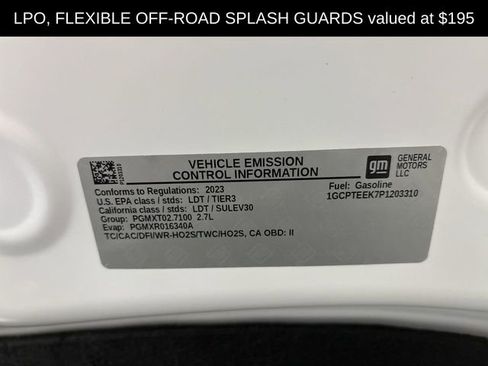 LPO, FLEXIBLE OFF-ROAD SPLASH GUARDS valued at $195
VEHICLE EMISSION
CONTROL INFORMATION
gm
GENERAL
MOTORS
LLC
Conforms to Regulations: 2023
Fuel: Gasoline
U.S. EPA class / stds: LDT / TIER3
1GCPTEEK7P1203310
California class / stds: LDT / SULEV30
Group: PGMXT02.7100 2.7L
Evap: PGMXR016340A
TC/CAC/DFI/WR-HO2S/TWC/HO2S, CA OBD: II